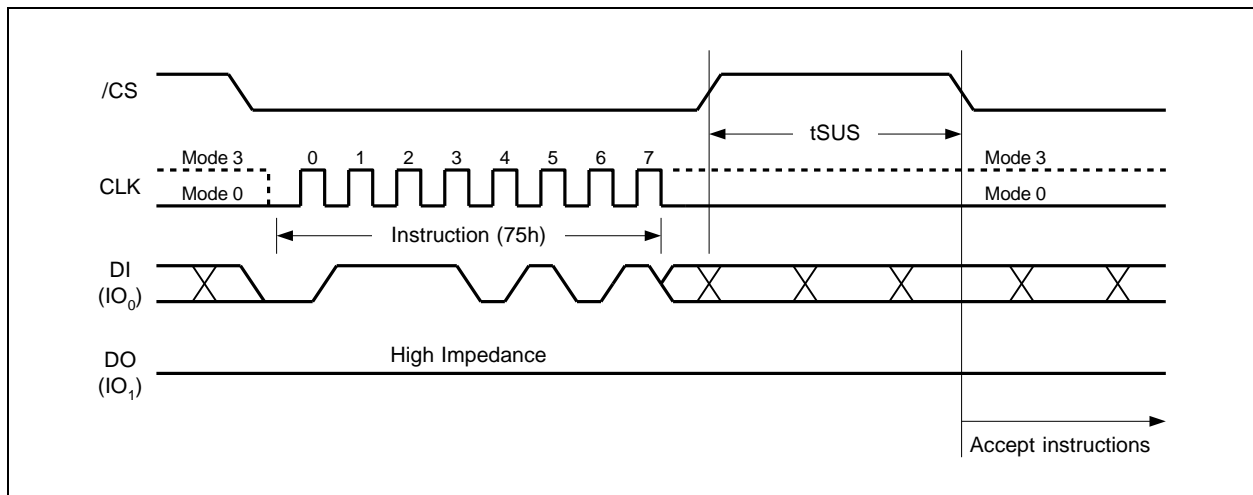 /CS
tSUS
Mode 3 0 1 2 3 4 5 6 7 Mode 3
CLK
Mode 0 Mode 0
Instruction (75h)
DI
(IO0)
High Impedance
DO
(IO1)
Accept instructions